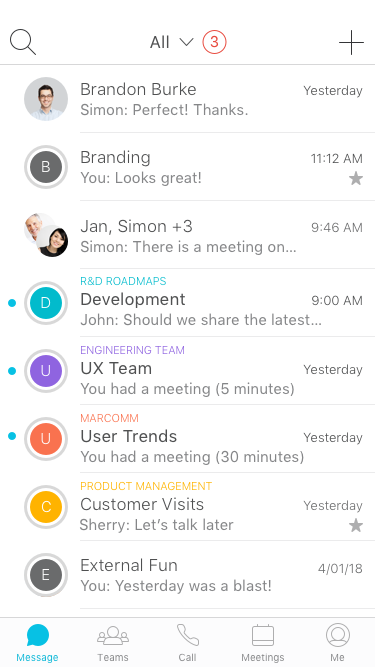 All 3
Brandon Burke Yesterday
Simon: Perfect! Thanks.
B Branding 11:12 AM
You: Looks great!
Jan, Simon +3 9:46 AM
Simon: There is a meeting on...
R&D ROADMAPS
D Development 9:00 AM
John: Should we share the latest...
ENGINEERING TEAM
U UX Team Yesterday
You had a meeting (5 minutes)
MARCOMM
U User Trends Yesterday
You had a meeting (30 minutes)
PRODUCT MANAGEMENT
C Customer Visits Yesterday
Sherry: Let’s talk later
E External Fun 4/01/18
You: Yesterday was a blast!
Message Teams Call Meetings Me